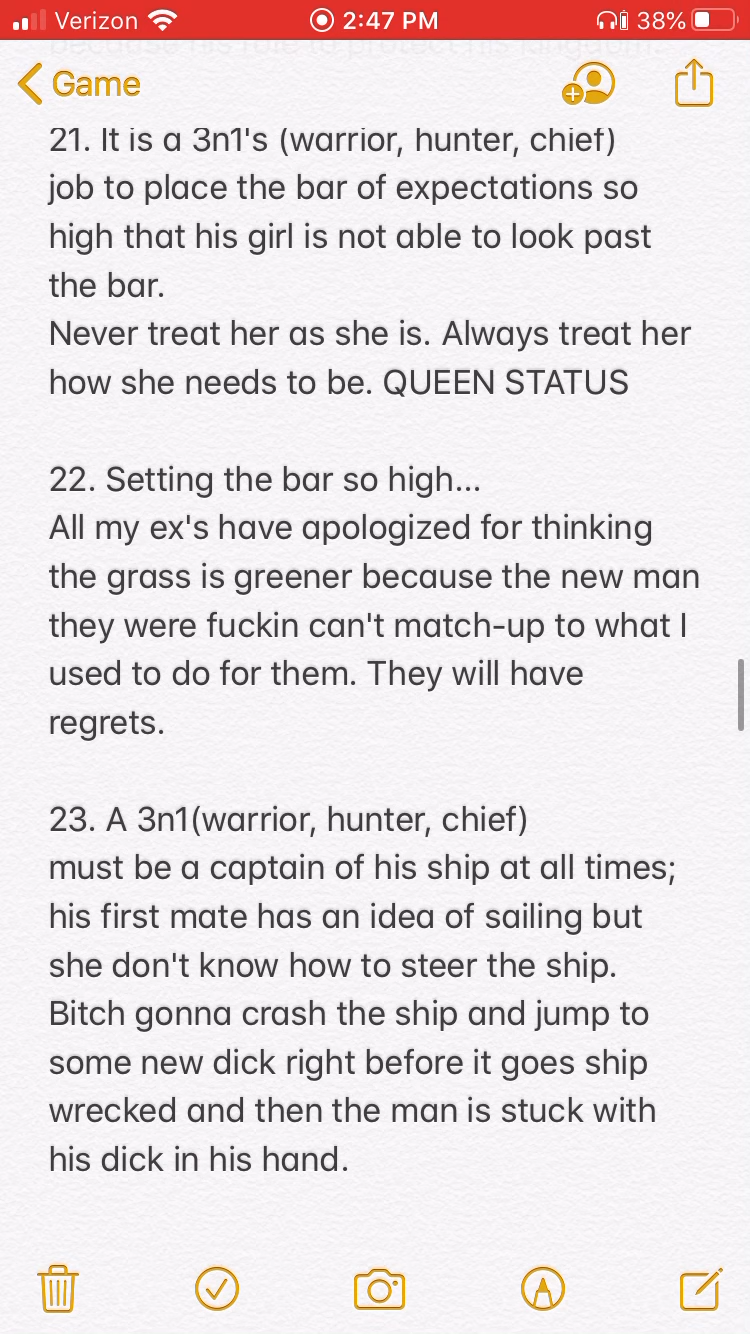 Verizon 2:47 PM 38%
because his role to protect his kingdom.
Game
21. It is a 3n1's (warrior, hunter, chief)
job to place the bar of expectations so
high that his girl is not able to look past
the bar.
Never treat her as she is. Always treat her
how she needs to be. QUEEN STATUS
22. Setting the bar so high...
All my ex's have apologized for thinking
the grass is greener because the new man
they were fuckin can't match-up to what I
used to do for them. They will have
regrets.
23. A 3n1(warrior, hunter, chief)
must be a captain of his ship at all times;
his first mate has an idea of sailing but
she don't know how to steer the ship.
Bitch gonna crash the ship and jump to
some new dick right before it goes ship
wrecked and then the man is stuck with
his dick in his hand.